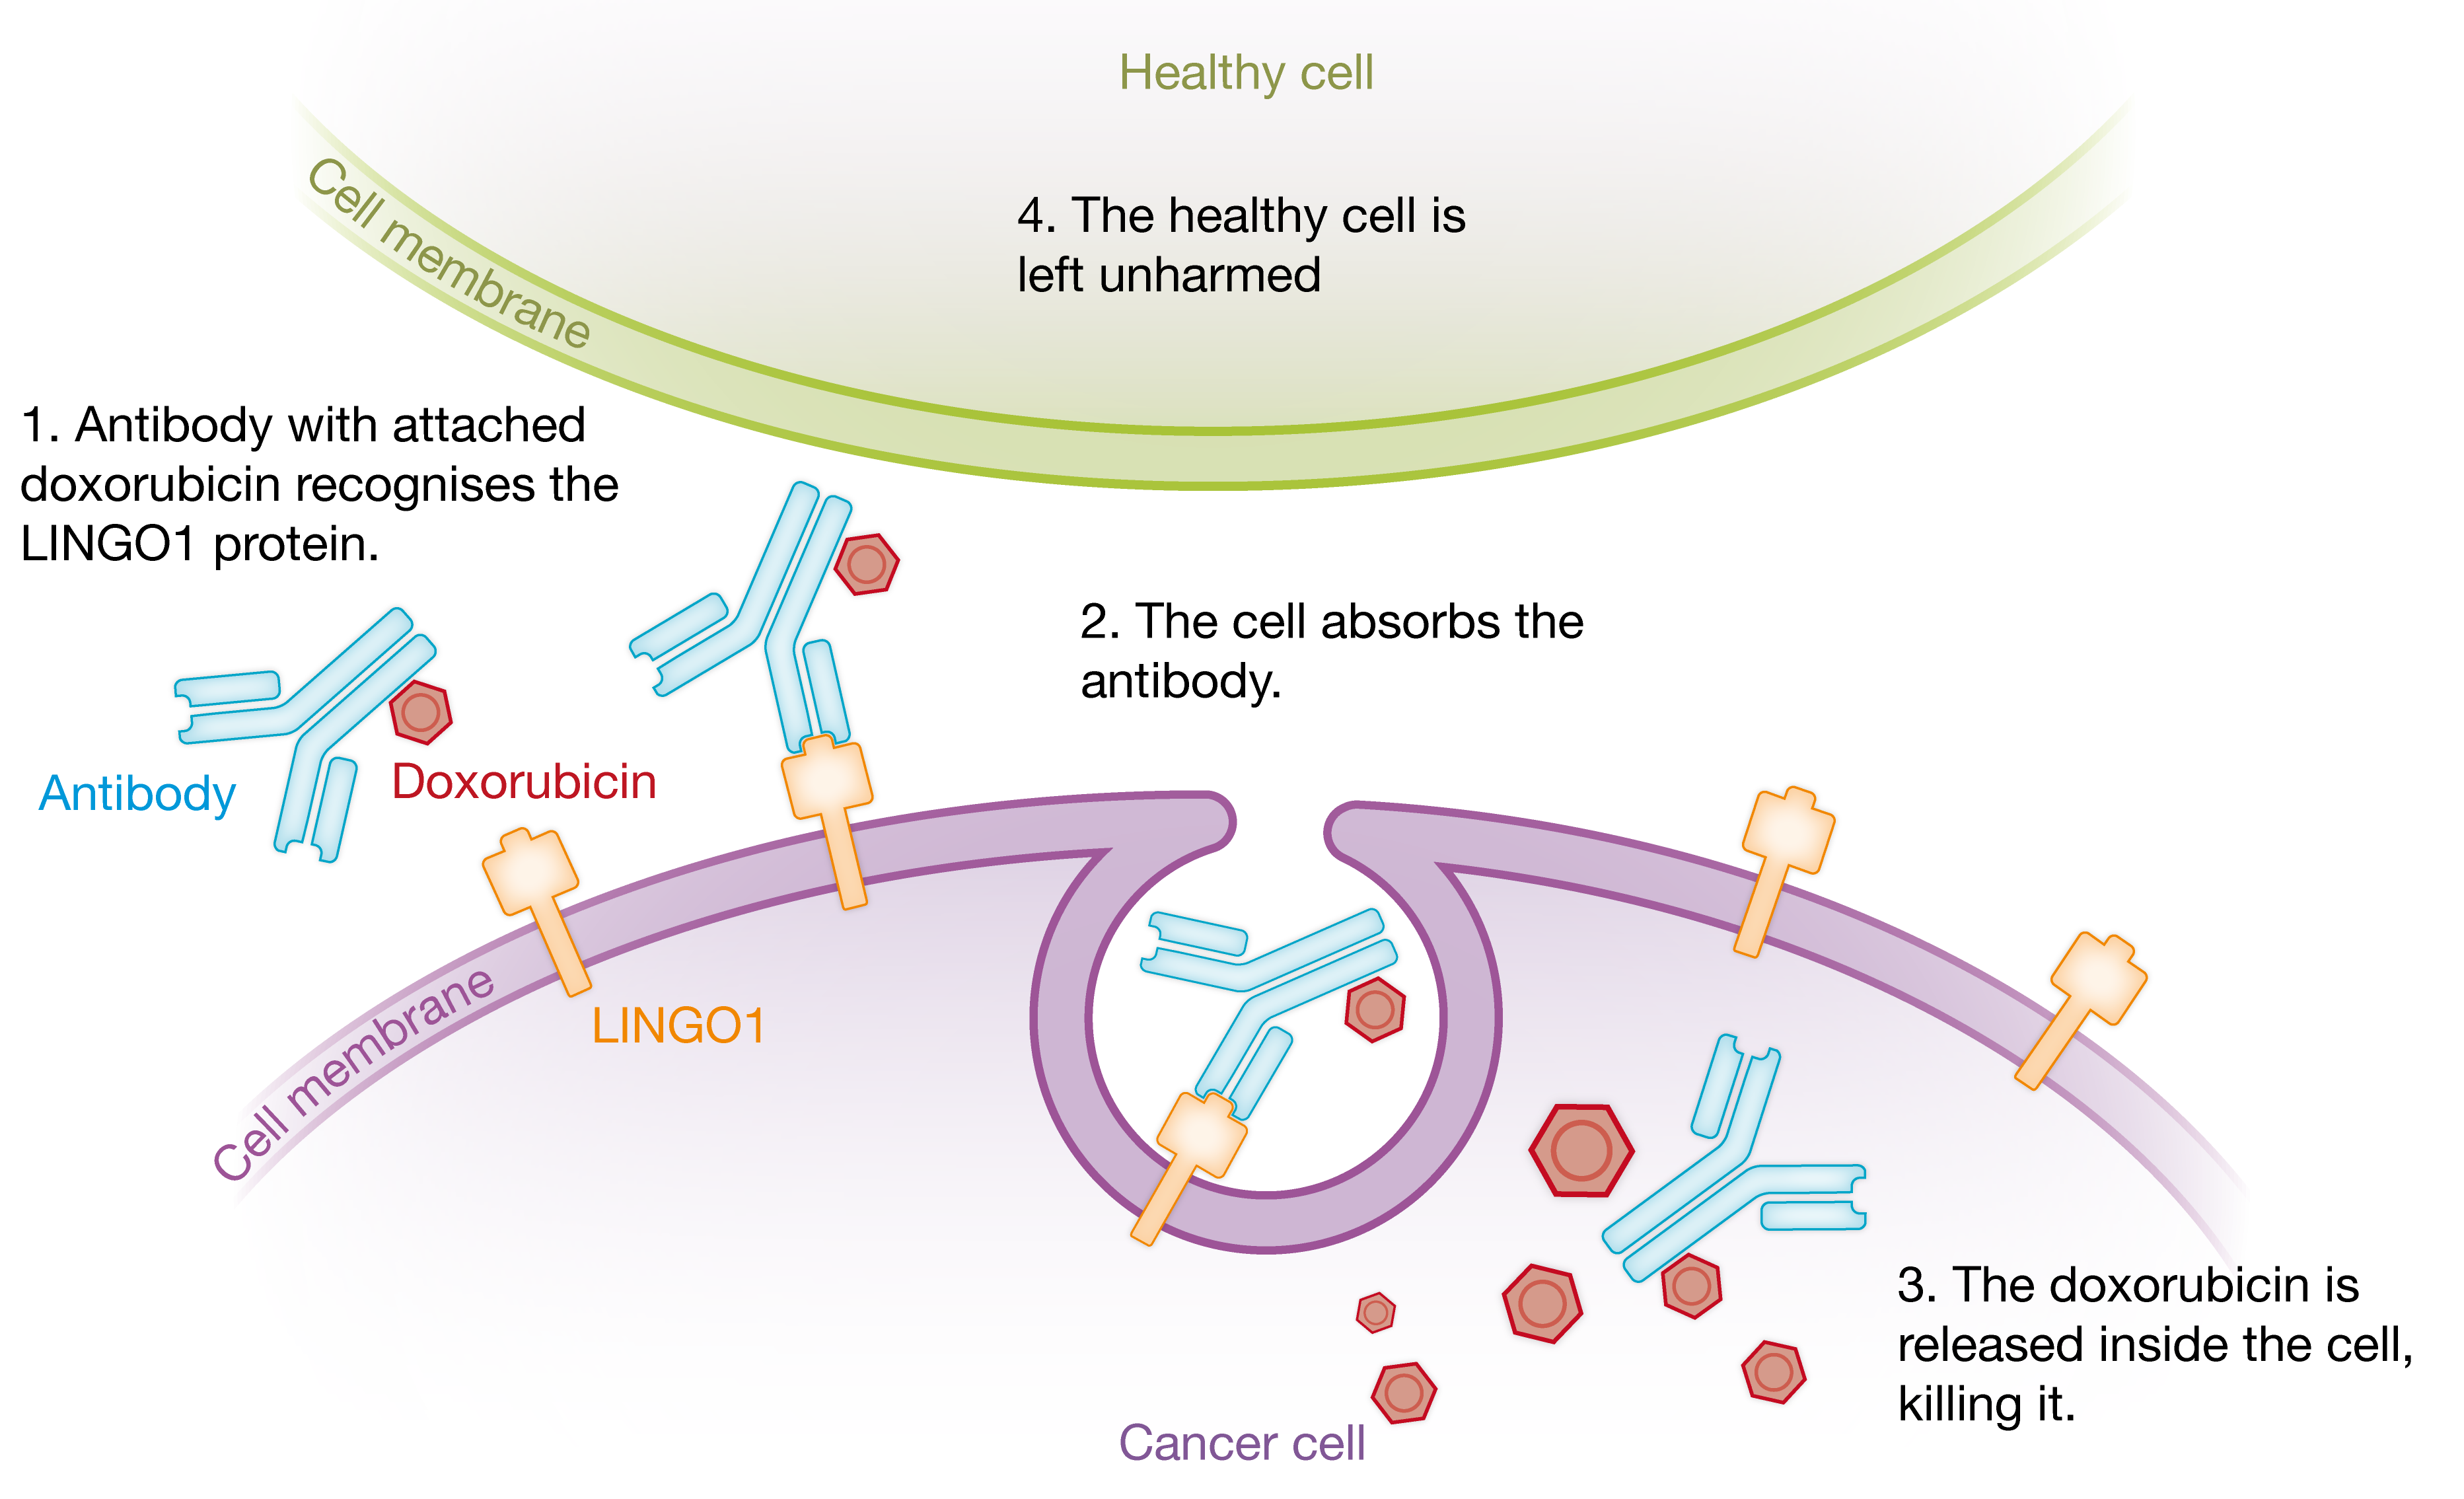 Healthy cell
Cell membrane
4. The healthy cell is
left unharmed
1. Antibody with attached
doxorubicin recognises the
LINGO1 protein.
2. The cell absorbs the
antibody.
Antibody
Doxorubicin
LINGO1
Cell membrane
3. The doxorubicin is
released inside the cell,
killing it.
Cancer cell